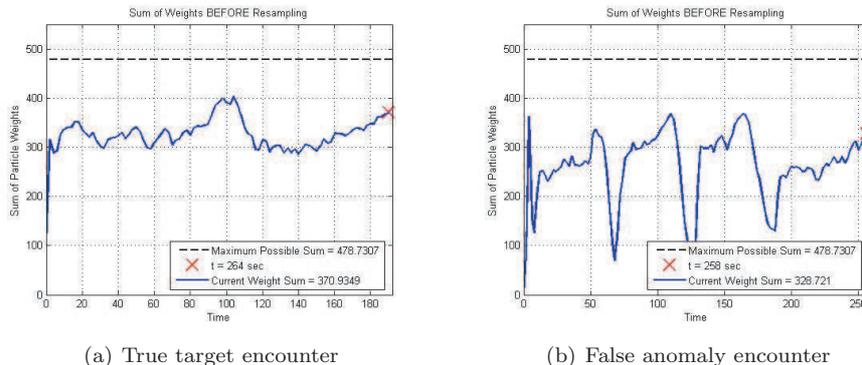 Sum of Weights BEFORE Resampling
500
400
300
200
100
0
Sum of Particle Weights
0 20 40 60 80 100 120 140 160 180
Time
Maximum Possible Sum = 478.7307
t = 264 sec
Current Weight Sum = 370.9349
(a) True target encounter
Sum of Weights BEFORE Resampling
500
400
300
200
100
0
Sum of Particle Weights
0 50 100 150 200 250
Time
Maximum Possible Sum = 478.7307
t = 258 sec
Current Weight Sum = 328.721
(b) False anomaly encounter